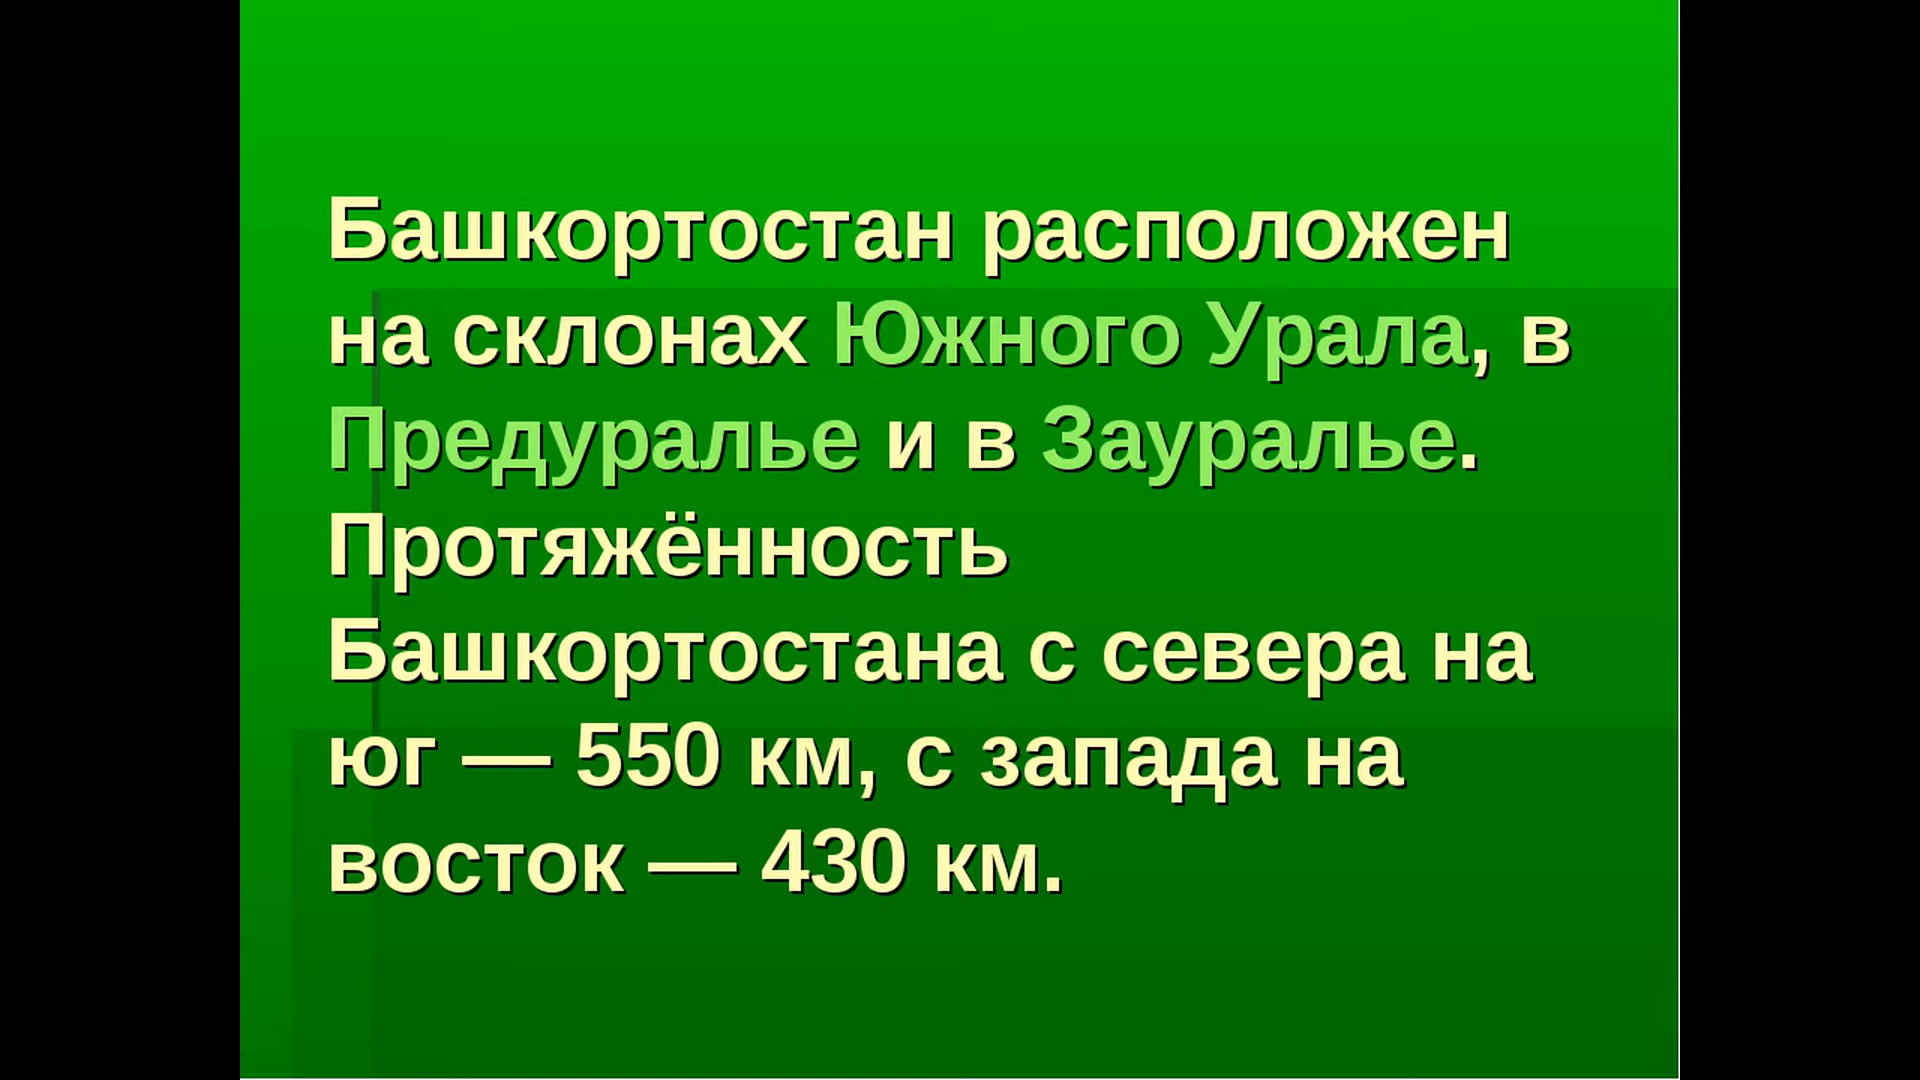 Башкортостан расположен
на склонах Южного Урала, в
Предуралье и в Зауралье.
Протяжённость
Башкортостана с севера на
юг — 550 км, с запада на
восток — 430 км.